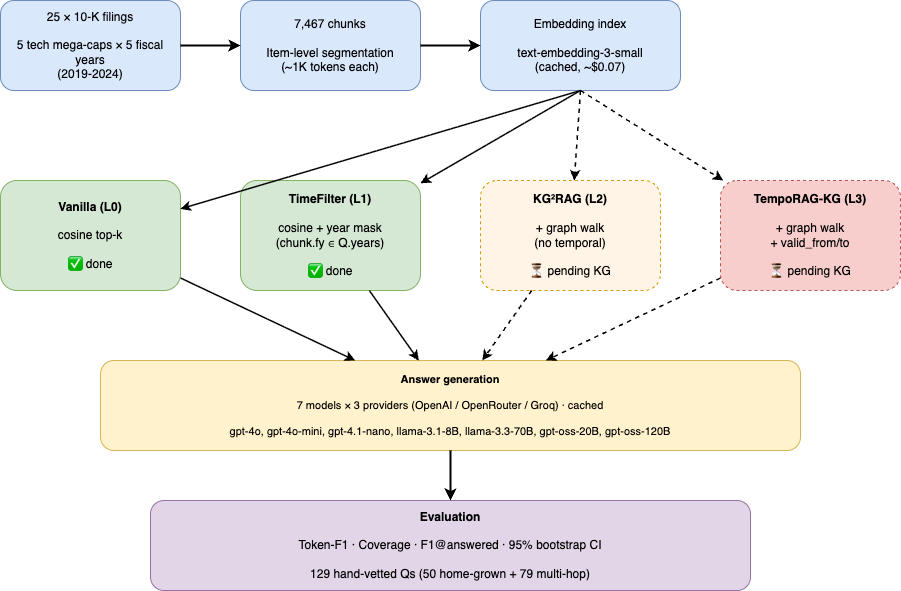 25 × 10-K filings
5 tech mega-caps × 5 fiscal
years
(2019-2024)
7,467 chunks
Item-level segmentation
(~1K tokens each)
Embedding index
text-embedding-3-small
(cached, ~$0.07)
Vanilla (L0)
cosine top-k
✅ done
TimeFilter (L1)
cosine + year mask
(chunk.fy ∈ Q.years)
✅ done
KG²RAG (L2)
+ graph walk
(no temporal)
⏳ pending KG
TempoRAG-KG (L3)
+ graph walk
+ valid_from/to
⏳ pending KG
Answer generation
7 models × 3 providers (OpenAI / OpenRouter / Groq) · cached
gpt-4o, gpt-4o-mini, gpt-4.1-nano, llama-3.1-8B, llama-3.3-70B, gpt-oss-20B, gpt-oss-120B
Evaluation
Token-F1 · Coverage · F1@answered · 95% bootstrap CI
129 hand-vetted Qs (50 home-grown + 79 multi-hop)